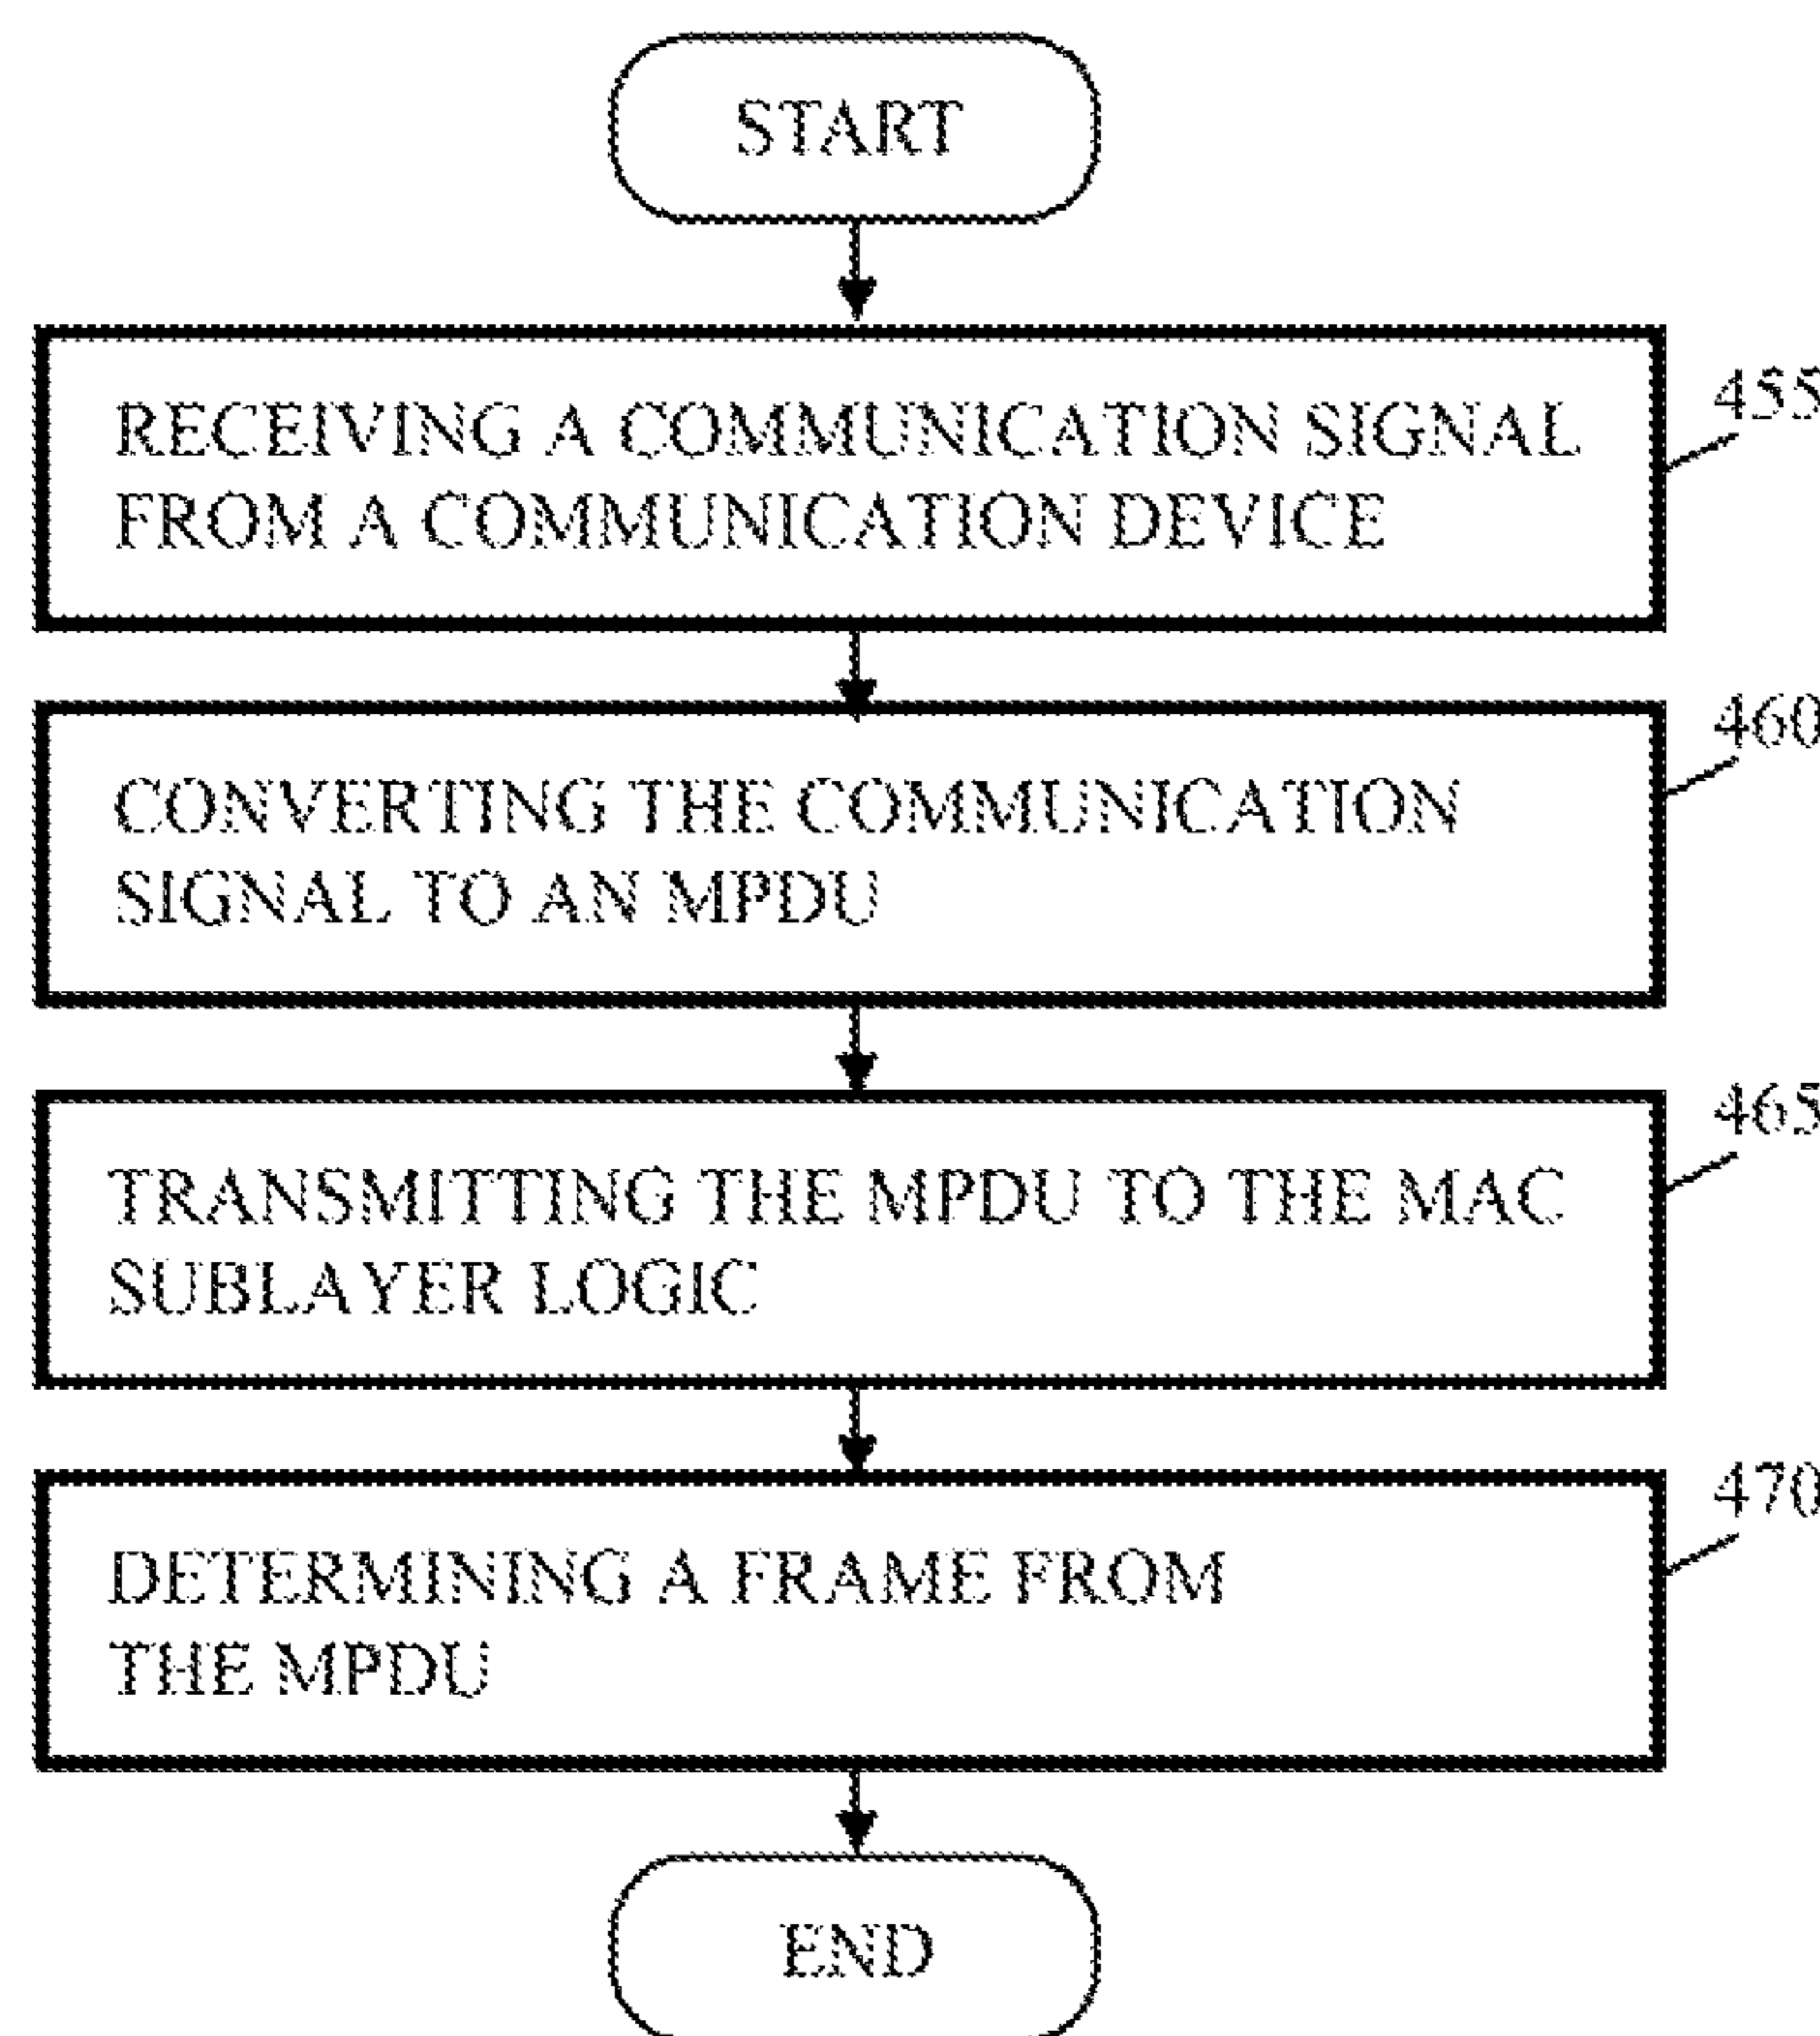 START
RECEIVING A COMMUNICATION SIGNAL
FROM A COMMUNICATION DEVICE
455
CONVERTING THE COMMUNICATION
SIGNAL TO AN MPDU
460
TRANSMITTING THE MPDU TO THE MAC
SUBLAYER LOGIC
465
DETERMINING A FRAME FROM
THE MPDU
470
END